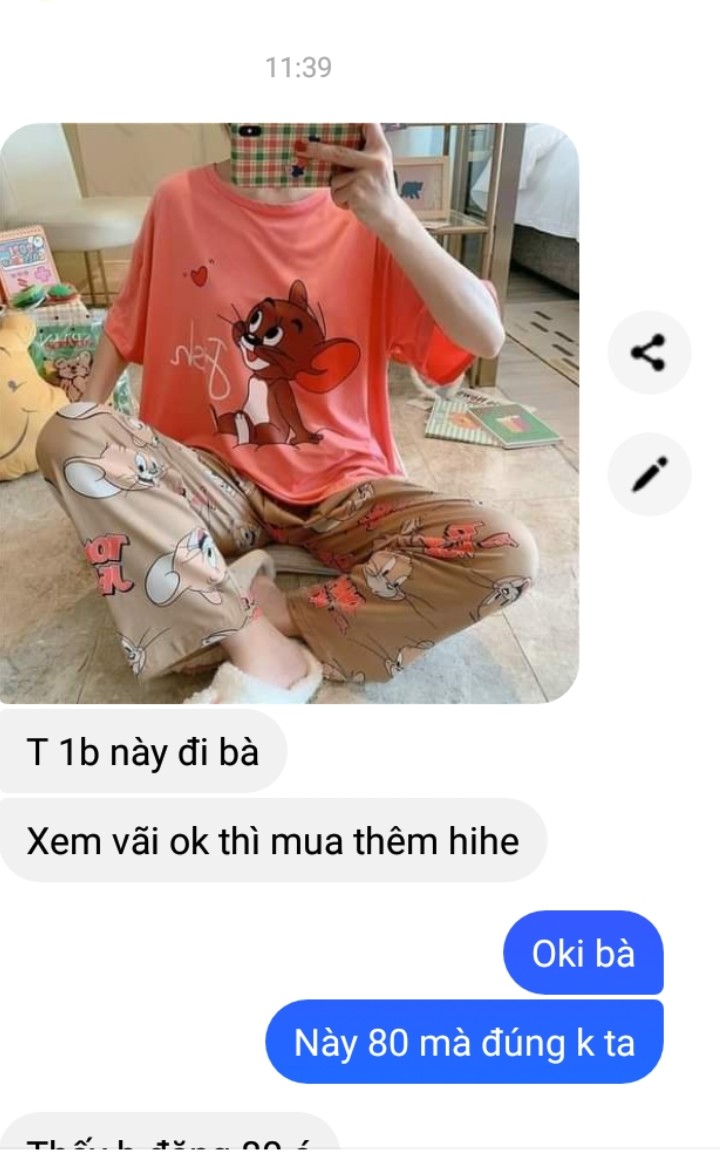 11:39
T 1b này đi bà
Xem vãi ok thì mua thêm hihe
Oki bà
Này 80 mà đúng k ta